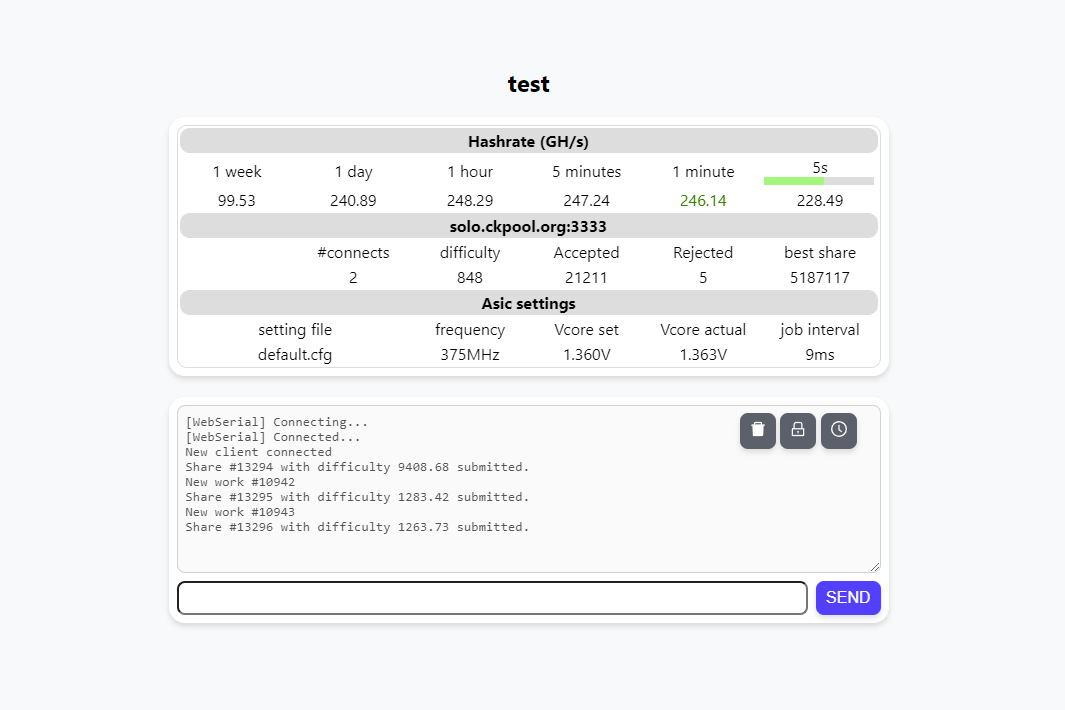 test
Hashrate (GH/s)
1 week 1 day 1 hour 5 minutes 1 minute 5s
99.53 240.89 248.29 247.24 246.14 228.49
solo.ckpool.org:3333
#connects difficulty Accepted Rejected best share
2 848 21211 5 5187117
Asic settings
setting file frequency Vcore set Vcore actual job interval
default.cfg 375MHz 1.360V 1.363V 9ms
[WebSerial] Connecting...
[WebSerial] Connected...
New client connected
Share #13294 with difficulty 9408.68 submitted.
New work #10942
Share #13295 with difficulty 1283.42 submitted.
New work #10943
Share #13296 with difficulty 1263.73 submitted.
SEND